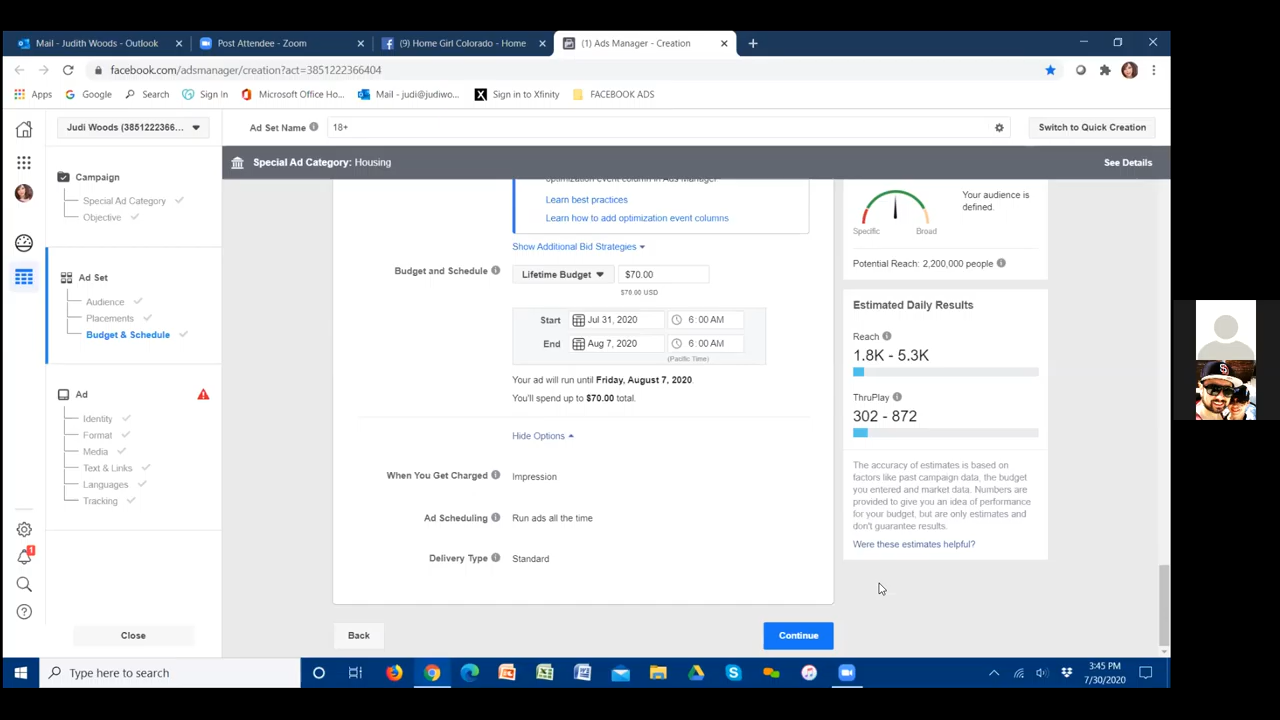 Mail - Judith Woods - Outlook
Post Attendee - Zoom
(9) Home Girl Colorado - Home
(1) Ads Manager - Creation
facebook.com/adsmanager/creation?act=3851222366404
Apps
Google
Search
Sign In
Microsoft Office Ho...
Mail - judi@judiwo...
Sign in to Xfinity
FACEBOOK ADS
Judi Woods (3851222366...
Ad Set Name
18+
Switch to Quick Creation
Special Ad Category: Housing
See Details
Campaign
Special Ad Category
Objective
Ad Set
Audience
Placements
Budget & Schedule
Ad
Identity
Format
Media
Text & Links
Languages
Tracking
Close
optimization event column in Ads Manager
Learn best practices
Learn how to add optimization event columns
Show Additional Bid Strategies
Budget and Schedule
Lifetime Budget
$70.00
$70.00 USD
Start
Jul 31, 2020
6:00 AM
End
Aug 7, 2020
6:00 AM
(Pacific Time)
Your ad will run until Friday, August 7, 2020
You'll spend up to $70.00 total.
Hide Options
When You Get Charged
Impression
Ad Scheduling
Run ads all the time
Delivery Type
Standard
Back
Continue
Specific
Broad
Your audience is
defined.
Potential Reach: 2,200,000 people
Estimated Daily Results
Reach
1.8K - 5.3K
ThruPlay
302 - 872
The accuracy of estimates is based on
factors like past campaign data, the budget
you entered and market data. Numbers are
provided to give you an idea of performance
for your budget, but are only estimates and
don't guarantee results.
Were these estimates helpful?
1
Type here to search
3:45 PM
7/30/2020